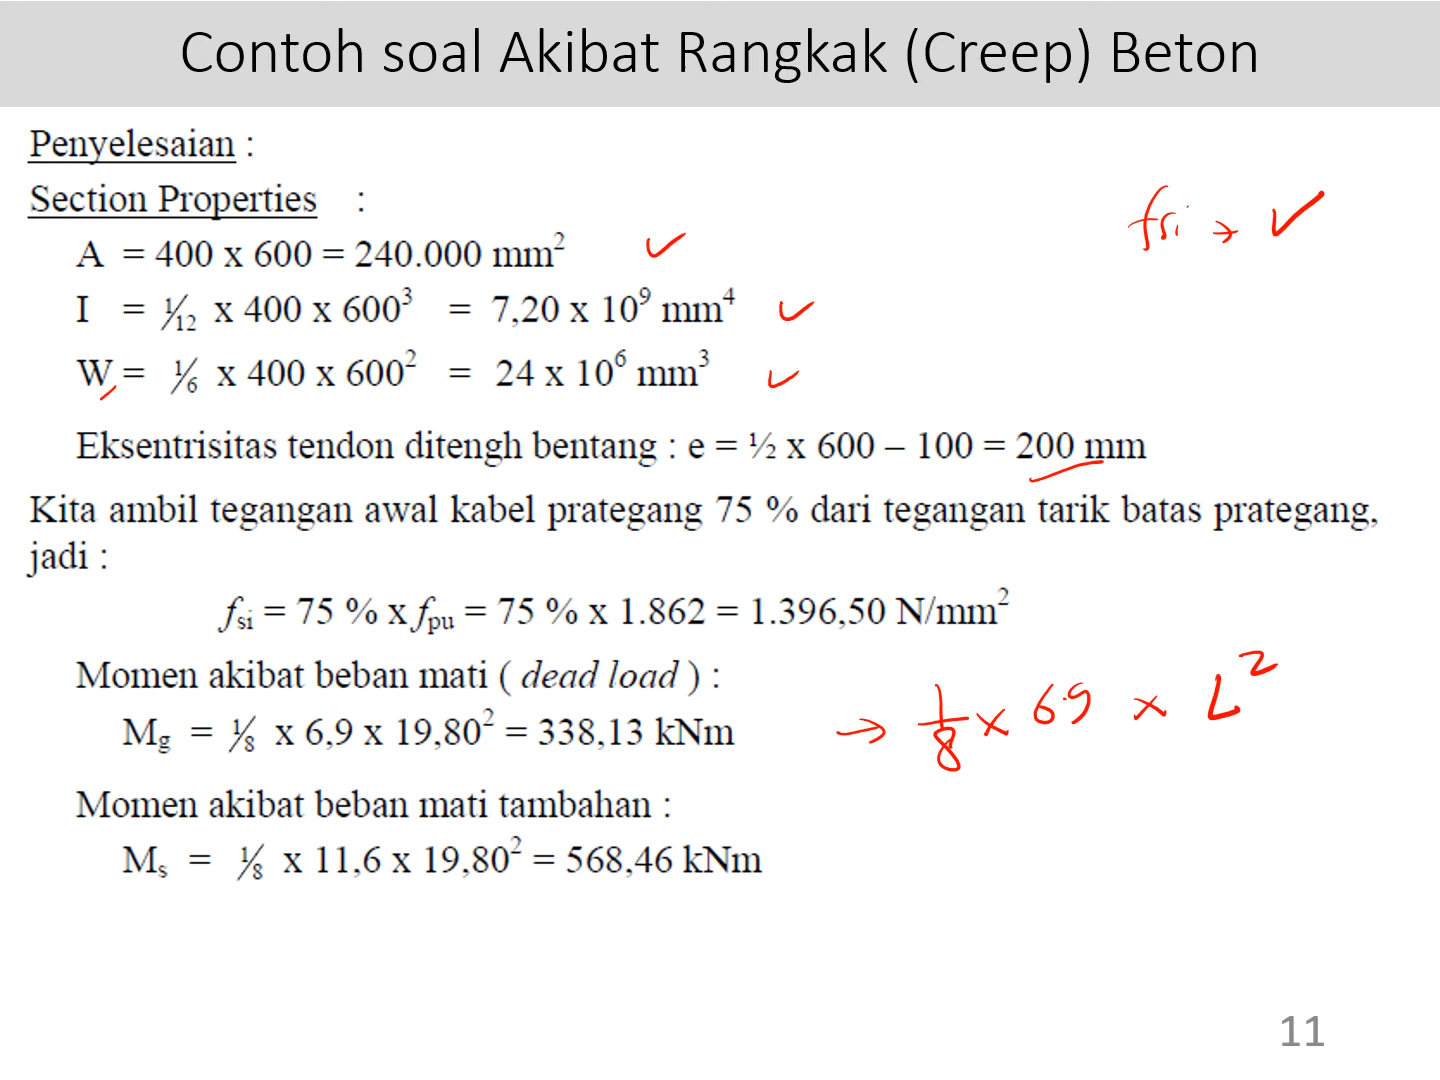 Contoh soal Akibat Rangkak (Creep) Beton
Penyelesaian :
Section Properties :
fsi → ✓
A = 400 x 600 = 240.000 mm² ✓
I = 1/12 x 400 x 600³ = 7,20 x 10⁹ mm⁴ ✓
W = 1/6 x 400 x 600² = 24 x 10⁶ mm³ ✓
Eksentrisitas tendon ditengh bentang : e = ½ x 600 – 100 = 200 mm
Kita ambil tegangan awal kabel prategang 75 % dari tegangan tarik batas prategang,
jadi :
fsi = 75 % x fpu = 75 % x 1.862 = 1.396,50 N/mm²
Momen akibat beban mati ( dead load ) :
Mg = 1/8 x 6,9 x 19,80² = 338,13 kNm → 1/8 x 6.9 x L²
Momen akibat beban mati tambahan :
Ms = 1/8 x 11,6 x 19,80² = 568,46 kNm
11